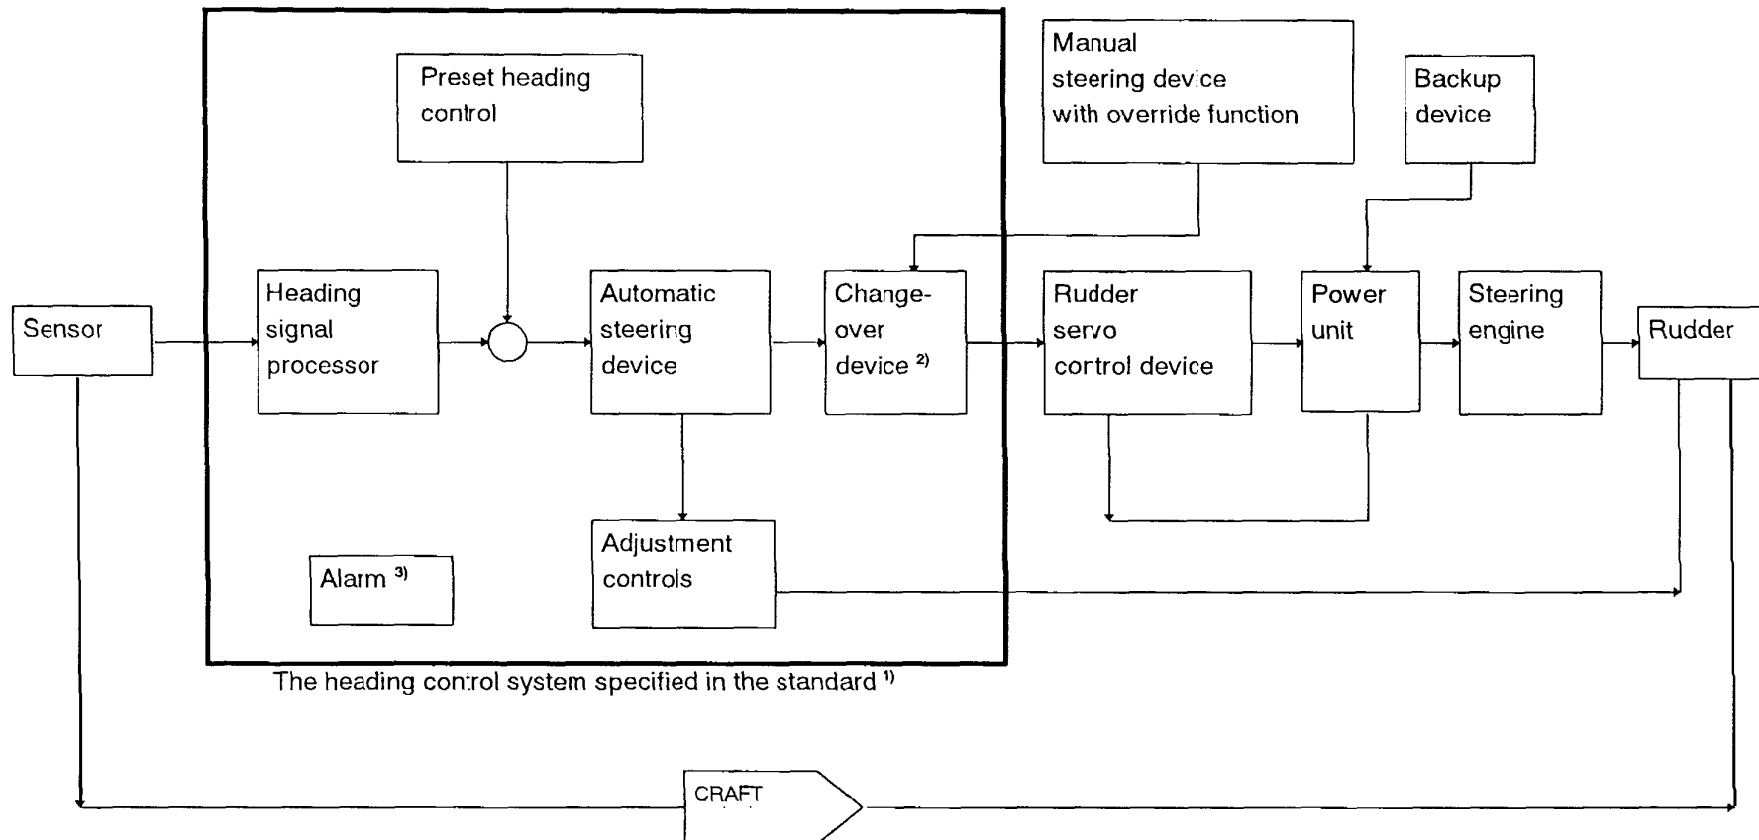 Preset heading
control
Manual
steering device
with override function
Backup
device
Sensor
Heading
signal
processor
Automatic
steering
device
Change-
over
device 2)
Rudder
servo
control device
Power
unit
Steering
engine
Rudder
Alarm 3)
Adjustment
controls
The heading control system specified in the standard 1)
CRAFT